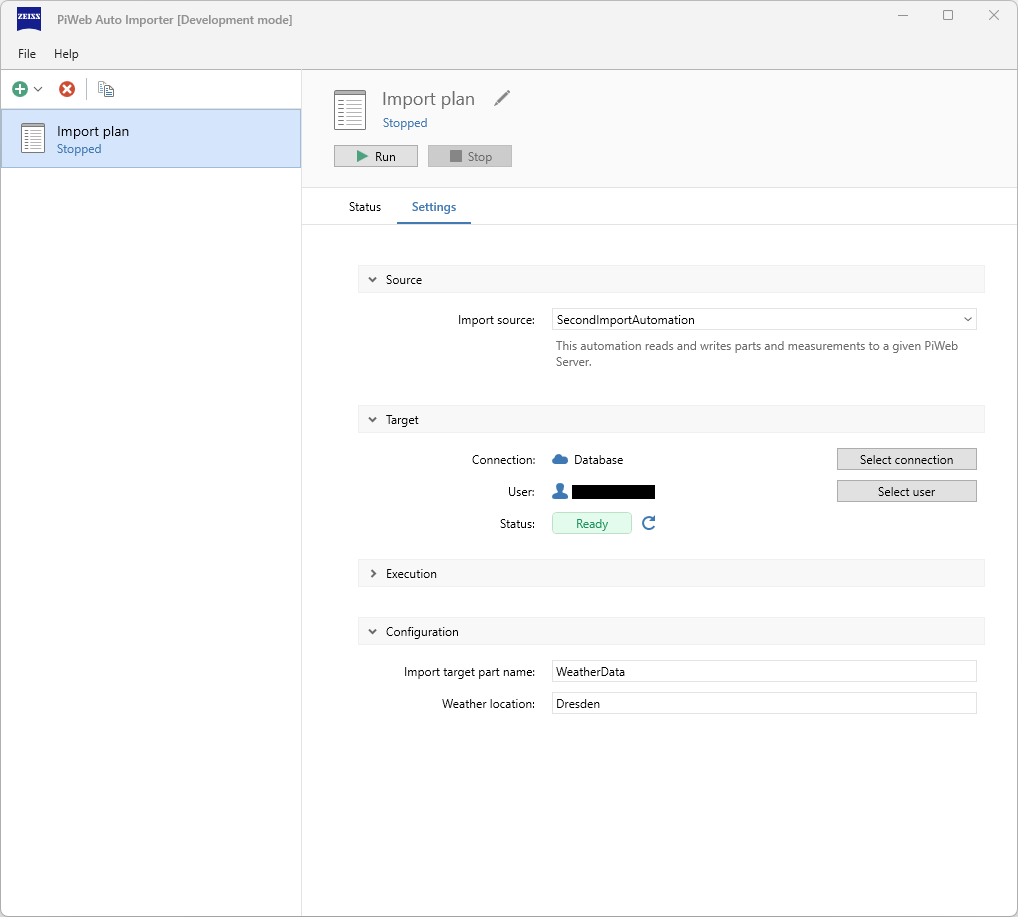 ZEISS PiWeb Auto Importer [Development mode]
File Help
Import plan
Stopped
Import plan
Stopped
Run Stop
Status Settings
Source
Import source: SecondImportAutomation
This automation reads and writes parts and measurements to a given PiWeb
Server.
Target
Connection: Database Select connection
User: Select user
Status: Ready
Execution
Configuration
Import target part name: WeatherData
Weather location: Dresden